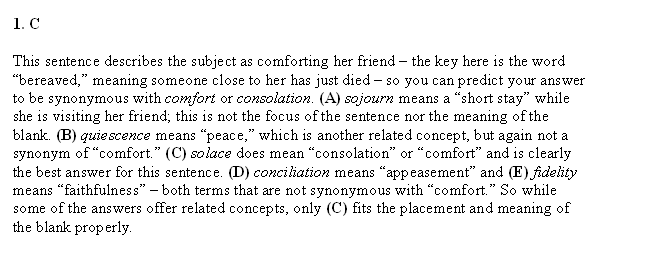 1. C
This sentence describes the subject as comforting her friend – the key here is the word
“bereaved,” meaning someone close to her has just died – so you can predict your answer
to be synonymous with comfort or consolation. (A) sojourn means a “short stay” while
she is visiting her friend; this is not the focus of the sentence nor the meaning of the
blank. (B) quiescence means “peace,” which is another related concept, but again not a
synonym of “comfort.” (C) solace does mean “consolation” or “comfort” and is clearly
the best answer for this sentence. (D) conciliation means “appeasement” and (E) fidelity
means “faithfulness” – both terms that are not synonymous with “comfort.” So while
some of the answers offer related concepts, only (C) fits the placement and meaning of
the blank properly.